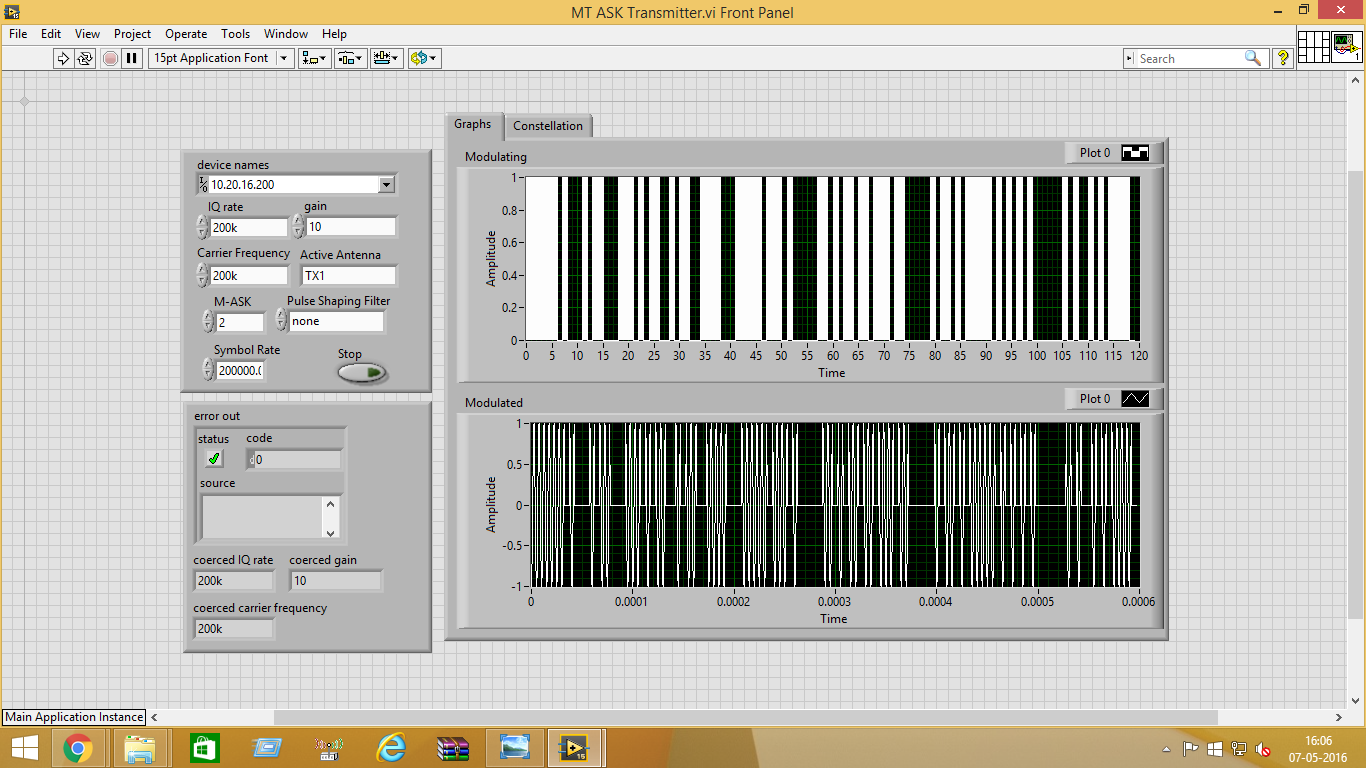 MT ASK Transmitter.vi Front Panel
File Edit View Project Operate Tools Window Help
15pt Application Font
Search
1
Graphs Constellation
device names
10.20.16.200
IQ rate gain
200k 10
Carrier Frequency Active Antenna
200k TX1
M-ASK Pulse Shaping Filter
2 none
Symbol Rate Stop
200000.0
Modulating Plot 0
1
0.8
0.6
0.4
0.2
0
Amplitude
0 5 10 15 20 25 30 35 40 45 50 55 60 65 70 75 80 85 90 95 100 105 110 115 120
Time
error out
status code
d 0
source
coerced IQ rate coerced gain
200k 10
coerced carrier frequency
200k
Modulated Plot 0
1
0.5
0
-0.5
-1
Amplitude
0 0.0001 0.0002 0.0003 0.0004 0.0005 0.0006
Time
Main Application Instance
15
16:06
07-05-2016